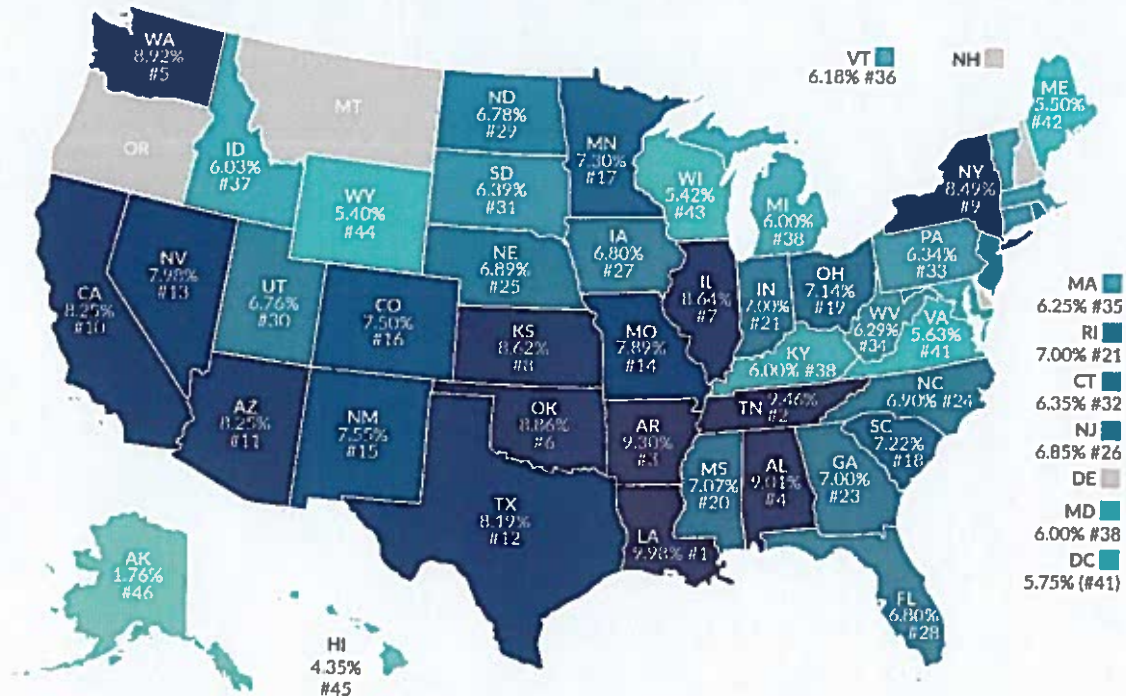 WA
8.92%
#5
VT
6.18% #36
NH
ME
5.50%
#42
MT
ND
6.78%
#29
MN
7.30%
#17
OR
ID
6.03%
#37
WY
5.40%
#44
SD
6.39%
#31
WI
5.42%
#43
MI
6.00%
#38
NY
8.49%
#9
NE
6.89%
#25
IA
6.80%
#27
PA
6.34%
#33
CA
8.25%
#10
NV
7.98%
#13
UT
6.76%
#30
CO
7.50%
#16
KS
8.62%
#8
MO
7.89%
#14
IL
8.64%
#7
IN
7.00%
#21
OH
7.14%
#19
WV
6.29%
#34
VA
5.63%
#41
KY
6.00% #38
MA
6.25% #35
RI
7.00% #21
CT
6.35% #32
NJ
6.85% #26
DE
MD
6.00% #38
DC
5.75% (#41)
AZ
8.25%
#11
NM
7.55%
#15
OK
8.86%
#6
AR
9.30%
#3
TN 9.46%
#2
NC
6.90% #24
SC
7.22%
#18
TX
8.19%
#12
LA
9.98% #1
MS
7.07%
#20
AL
9.01%
#4
GA
7.00%
#23
FL
6.80%
#28
AK
1.76%
#46
HI
4.35%
#45